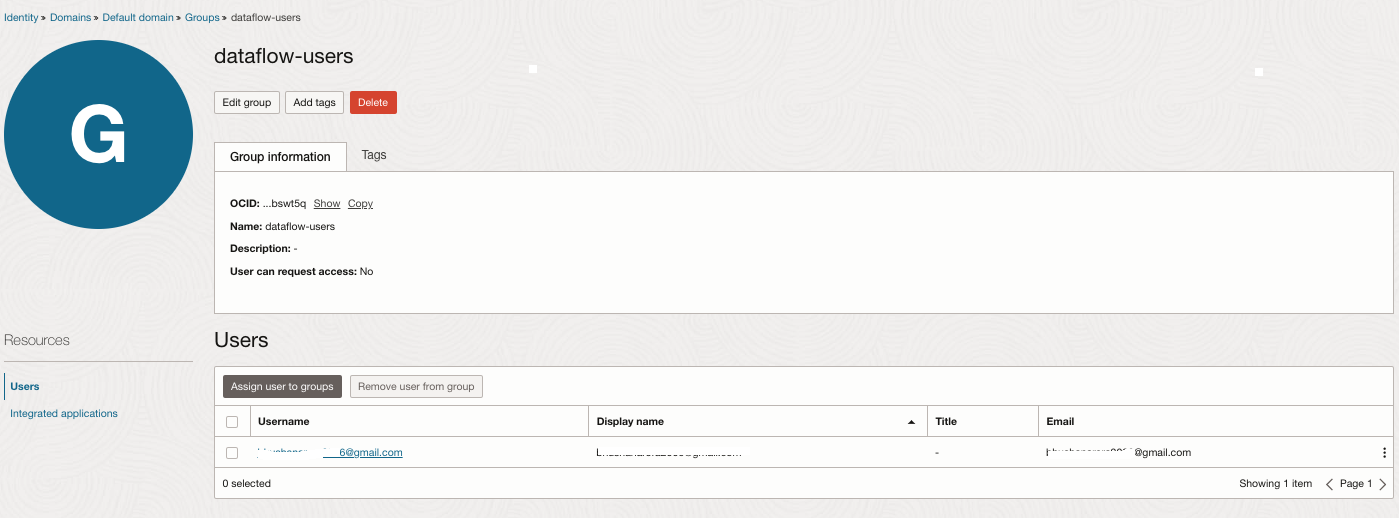 Identity » Domains » Default domain » Groups » dataflow-users
G
dataflow-users
Edit group Add tags Delete
Group information Tags
OCID: ...bswt5q Show Copy
Name: dataflow-users
Description: -
User can request access: No
Resources
Users
Integrated applications
Users
Assign user to groups Remove user from group
Username Display name Title Email
6@gmail.com - @gmail.com
0 selected Showing 1 item Page 1